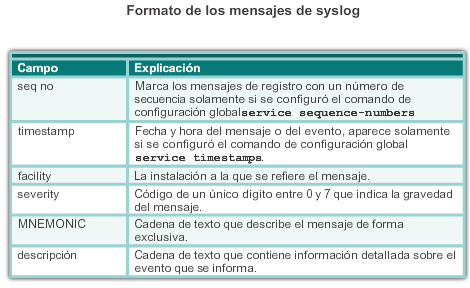 Formato de los mensajes de syslog
Campo Explicación
seq no Marca los mensajes de registro con un número de
secuencia solamente si se configuró el comando de
configuración globalservice sequence-numbers
timestamp Fecha y hora del mensaje o del evento, aparece solamente
si se configuró el comando de configuración global
service timestamps.
facility La instalación a la que se refiere el mensaje.
severity Código de un único digito entre 0 y 7 que indica la gravedad
del mensaje.
MNEMONIC Cadena de texto que describe el mensaje de forma
exclusiva.
descripción Cadena de texto que contiene información detallada sobre el
evento que se informa.